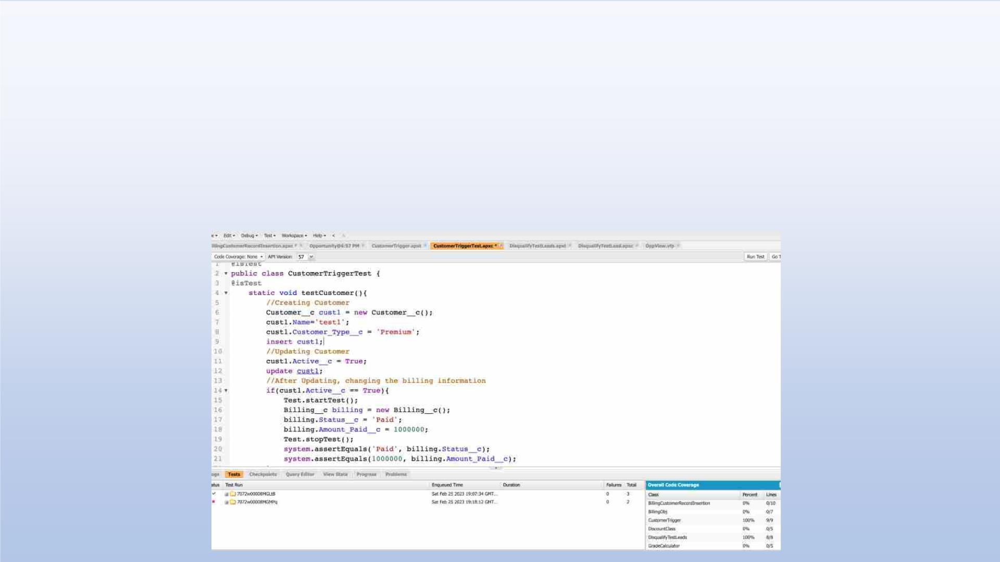 Edit Debug Test Workspace Help <
llingCustomerRecordInsertion.apxc * Opportunity@6:57 PM CustomerTrigger.apxt CustomerTriggerTest.apxc * DisqualifyTestLeads.apxt DisqualifyTestLead.apxc OppView.vfp
Code Coverage: None API Version: 57 Run Test Go T
1 @isTest
2 public class CustomerTriggerTest {
3 @isTest
4 static void testCustomer(){
5 //Creating Customer
6 Customer__c cust1 = new Customer__c();
7 cust1.Name='test1';
8 cust1.Customer_Type__c = 'Premium';
9 insert cust1;
10 //Updating Customer
11 cust1.Active__c = True;
12 update cust1;
13 //After Updating, changing the billing information
14 if(cust1.Active__c == True){
15 Test.startTest();
16 Billing__c billing = new Billing__c();
17 billing.Status__c = 'Paid';
18 billing.Amount_Paid__c = 1000000;
19 Test.stopTest();
20 system.assertEquals('Paid', billing.Status__c);
21 system.assertEquals(1000000, billing.Amount_Paid__c);
ogs Tests Checkpoints Query Editor View State Progress Problems
atus Test Run Enqueued Time Duration Failures Total
7072w00008MGLtB Sat Feb 25 2023 19:07:34 GMT... 0 3
7072w00008MGMPq Sat Feb 25 2023 19:18:12 GMT... 0 2
Overall Code Coverage
Class Percent Lines
BillingCustomerRecordInsertion 0% 0/10
BillingObj 0% 0/7
CustomerTrigger 100% 9/9
DiscountClass 0% 0/5
DisqualifyTestLeads 100% 8/8
GradeCalculator 0% 0/5